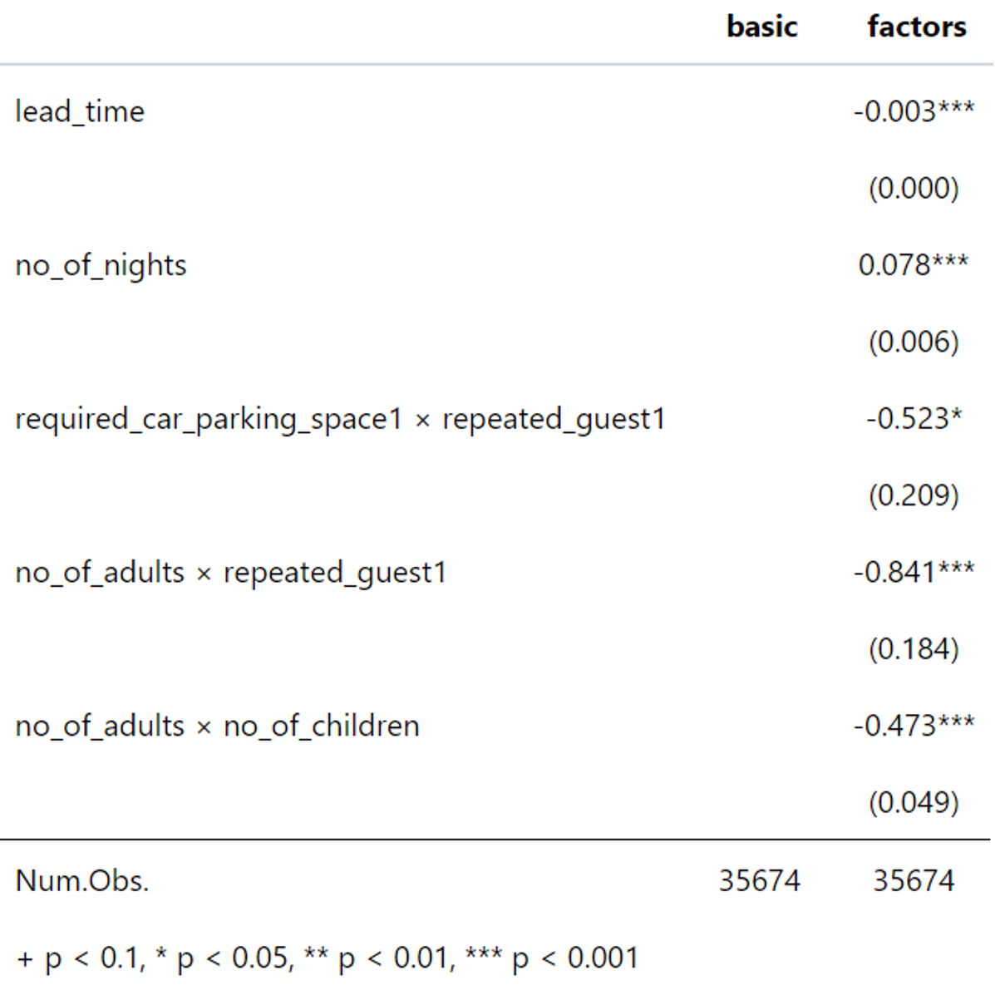 basic factors
lead_time -0.003***
(0.000)
no_of_nights 0.078***
(0.006)
required_car_parking_space1 × repeated_guest1 -0.523*
(0.209)
no_of_adults × repeated_guest1 -0.841***
(0.184)
no_of_adults × no_of_children -0.473***
(0.049)
Num.Obs. 35674 35674
+ p < 0.1, * p < 0.05, ** p < 0.01, *** p < 0.001